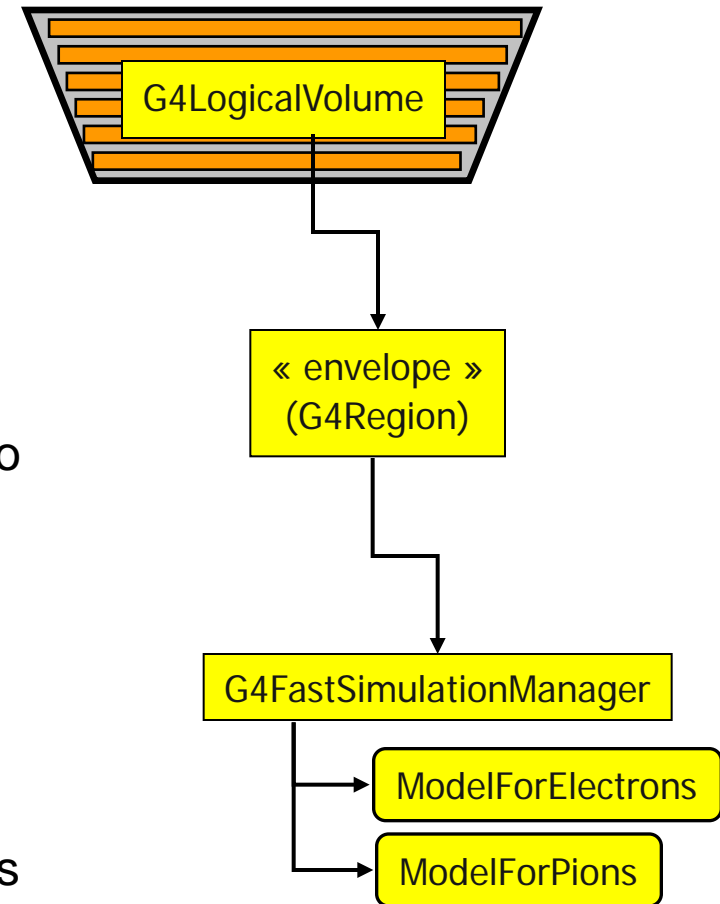 G4LogicalVolume
« envelope »
(G4Region)
o
G4FastSimulationManager
ModelForElectrons
ModelForPions
s